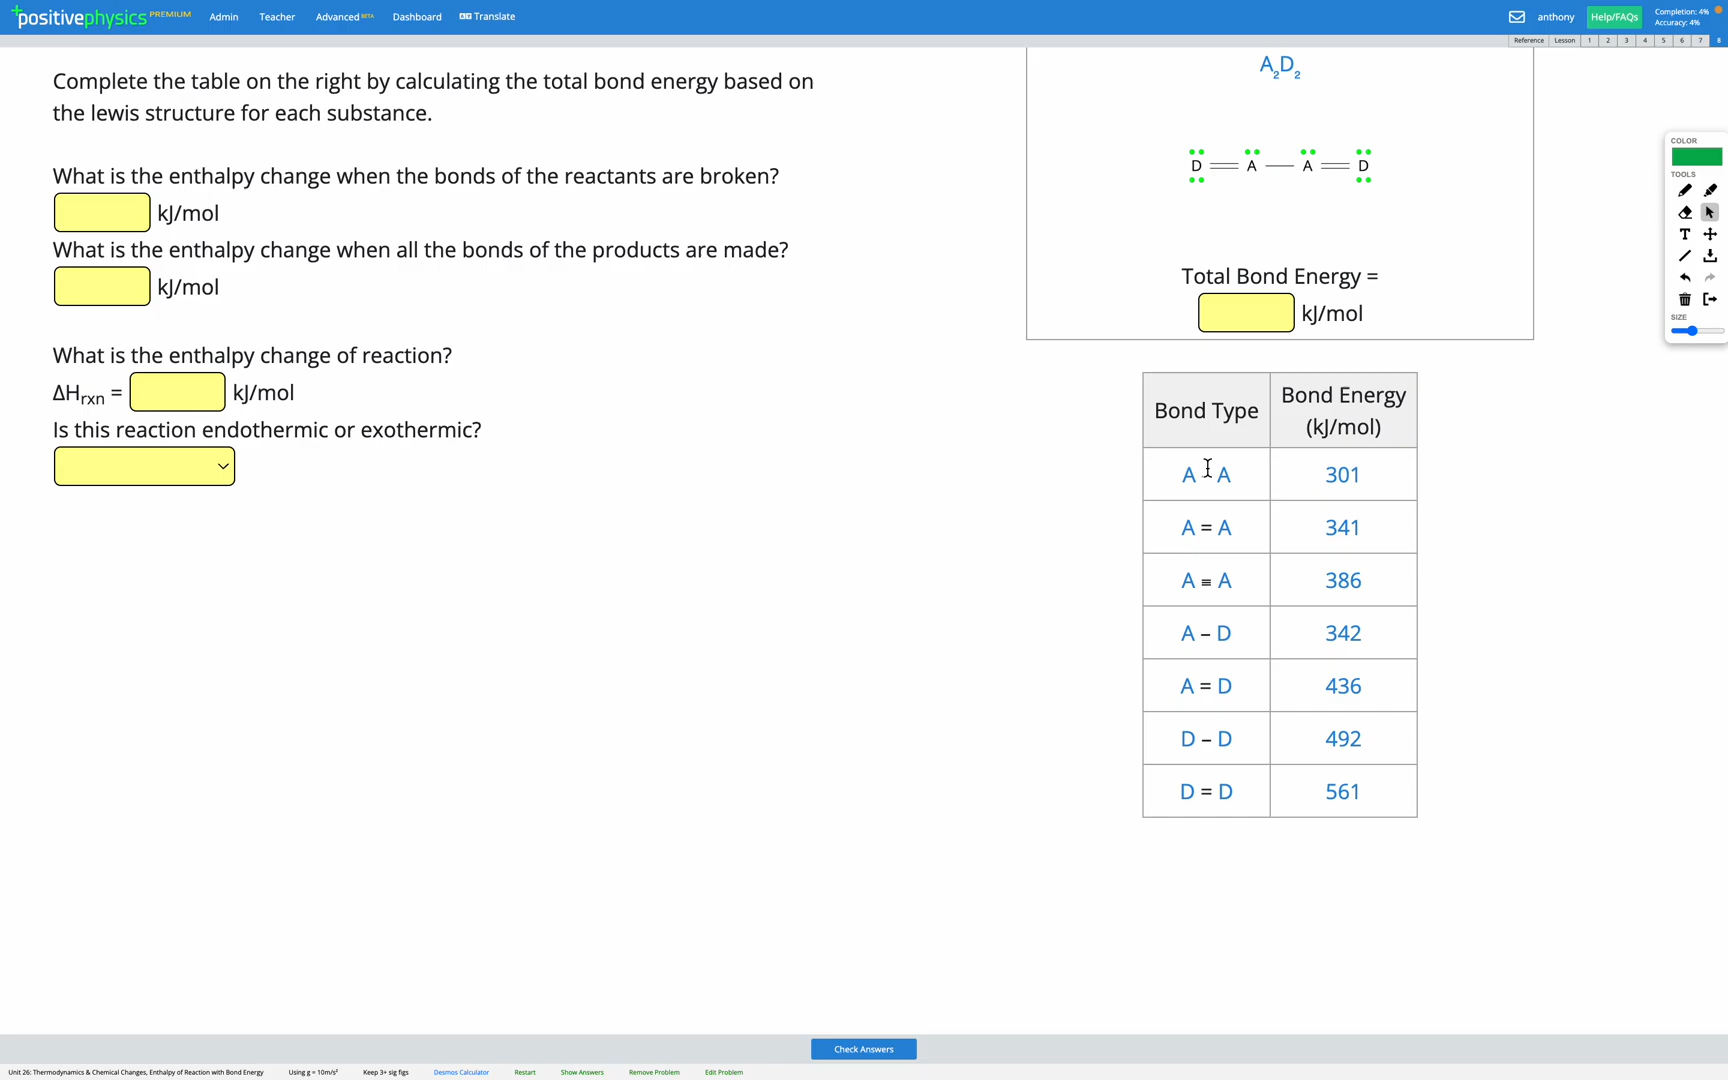 positivephysics PREMIUM Admin Teacher Advanced BETA Dashboard Translate anthony Help/FAQs Completion: 4%
Accuracy: 4%
Reference Lesson 1 2 3 4 5 6 7 8
Complete the table on the right by calculating the total bond energy based on
the lewis structure for each substance.
What is the enthalpy change when the bonds of the reactants are broken?
kJ/mol
What is the enthalpy change when all the bonds of the products are made?
kJ/mol
What is the enthalpy change of reaction?
ΔHrxn = kJ/mol
Is this reaction endothermic or exothermic?
A₂D₂
D = A — A = D
Total Bond Energy =
kJ/mol
Bond Type Bond Energy
(kJ/mol)
A – A 301
A = A 341
A ≡ A 386
A – D 342
A = D 436
D – D 492
D = D 561
COLOR
TOOLS
T
SIZE
Check Answers
Unit 26: Thermodynamics & Chemical Changes, Enthalpy of Reaction with Bond Energy Using g = 10m/s² Keep 3+ sig figs Desmos Calculator Restart Show Answers Remove Problem Edit Problem